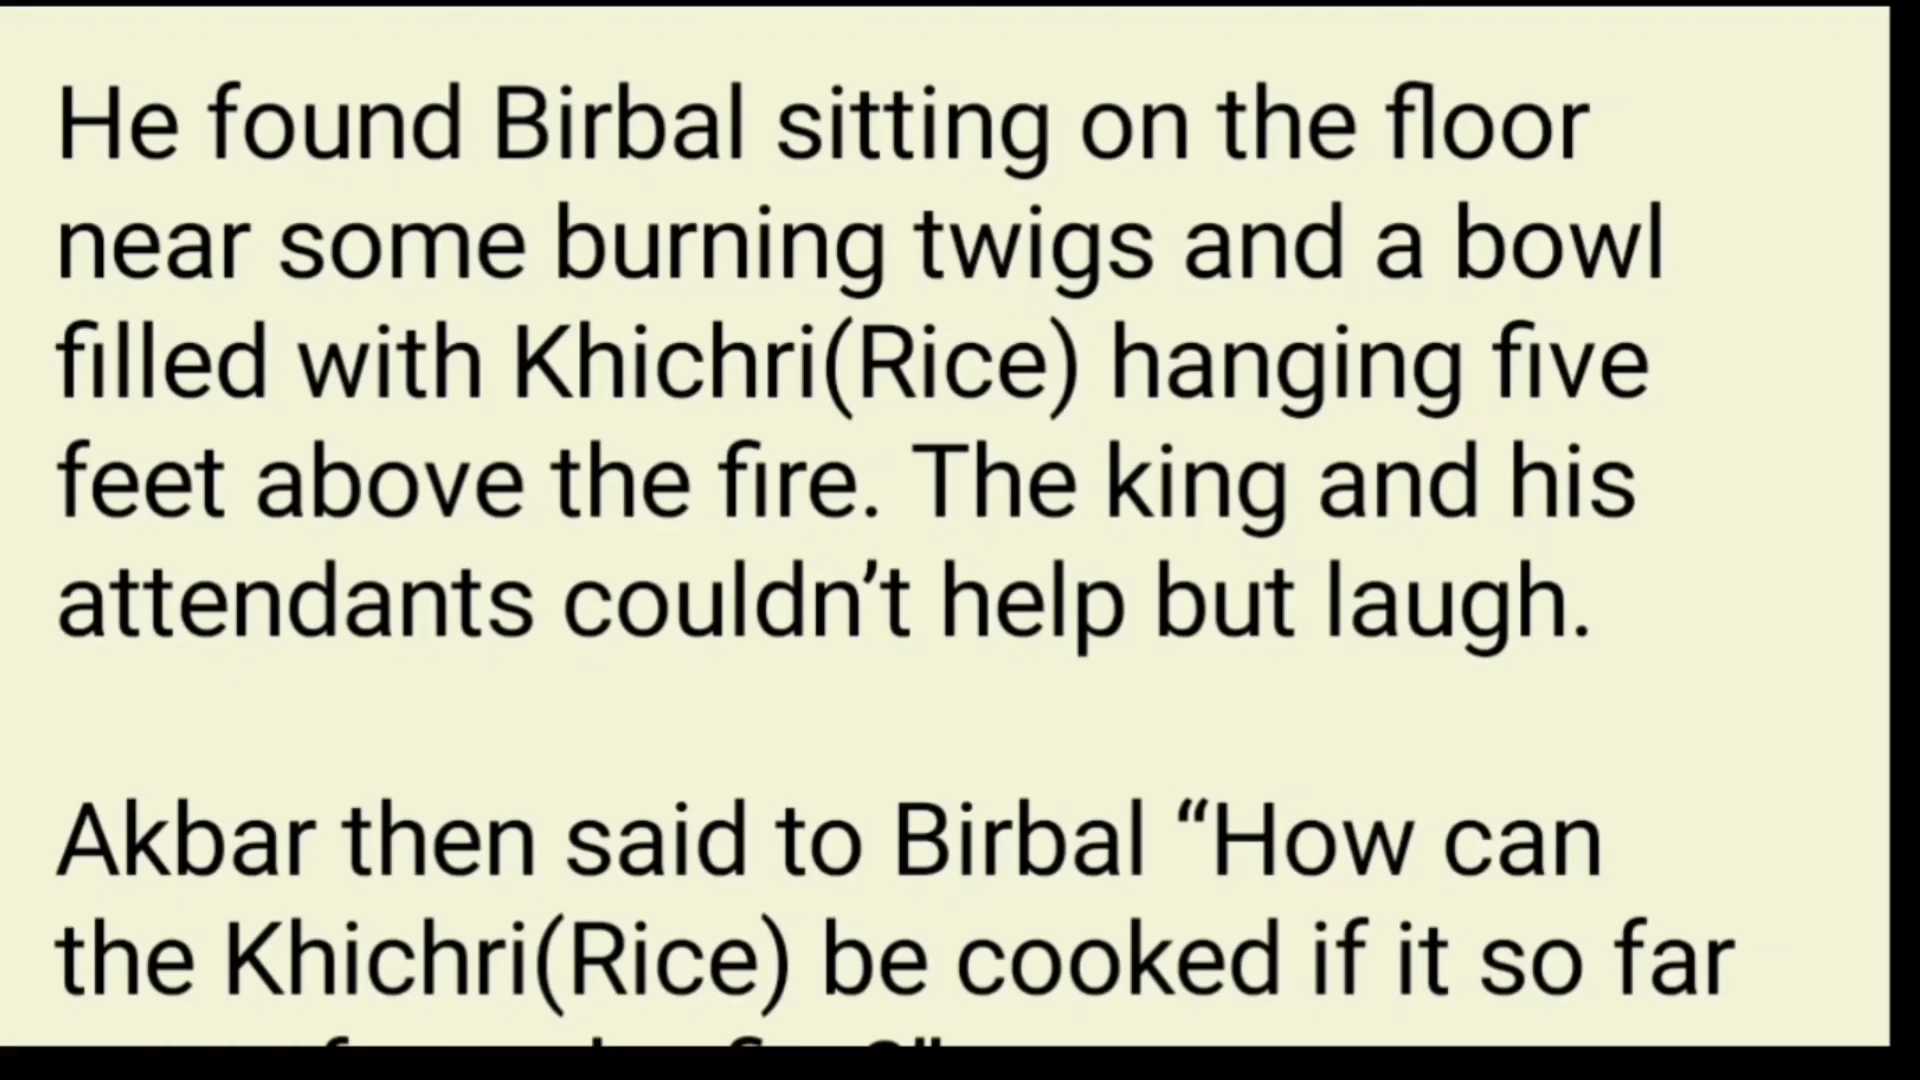 He found Birbal sitting on the floor
near some burning twigs and a bowl
filled with Khichri(Rice) hanging five
feet above the fire. The king and his
attendants couldn’t help but laugh.
Akbar then said to Birbal “How can
the Khichri(Rice) be cooked if it so far